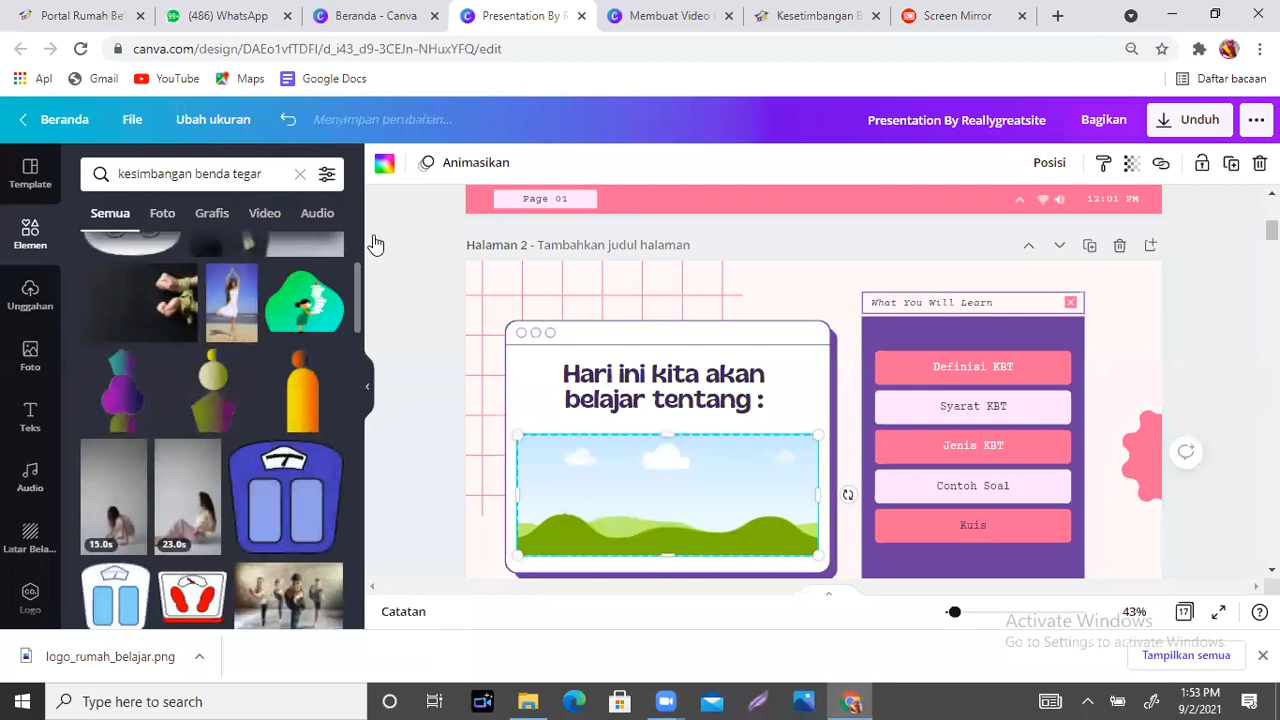 Portal Rumah Be
(486) WhatsApp
Beranda - Canva
Presentation By R
Membuat Video F
Kesetimbangan B
Screen Mirror
canva.com/design/DAEo1vfTDFI/d_i43_d9-3CEJn-NHuxYFQ/edit
Apl
Gmail
YouTube
Maps
Google Docs
Daftar bacaan
Beranda
File
Ubah ukuran
Menyimpan perubahan...
Presentation By Reallygreatsite
Bagikan
Unduh
Template
Elemen
Unggahan
Foto
Teks
Audio
Latar Bela...
CO.
Logo
kesimbangan benda tegar
Semua
Foto
Grafis
Video
Audio
15.0s
23.0s
Animasikan
Posisi
Page 01
12:01 PM
Halaman 2 - Tambahkan judul halaman
Hari ini kita akan
belajar tentang :
What You Will Learn
Definisi KBT
Syarat KBT
Jenis KBT
Contoh Soal
Kuis
Catatan
43%
17
Activate Windows
Go to Settings to activate Windows.
logo_rumah_belajar.png
Tampilkan semua
Type here to search
1:53 PM
9/2/2021